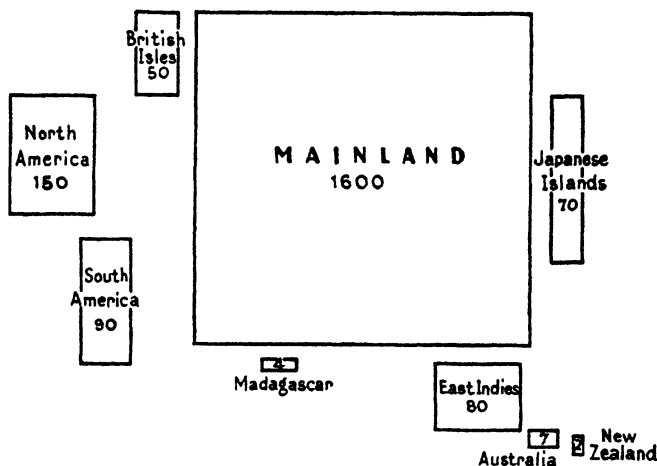 British
Isles
50
North
America
150
MAINLAND
1600
Japanese
Islands
70
South
America
90
4
Madagascar
East Indies
80
7
Australia
2
New
Zealand